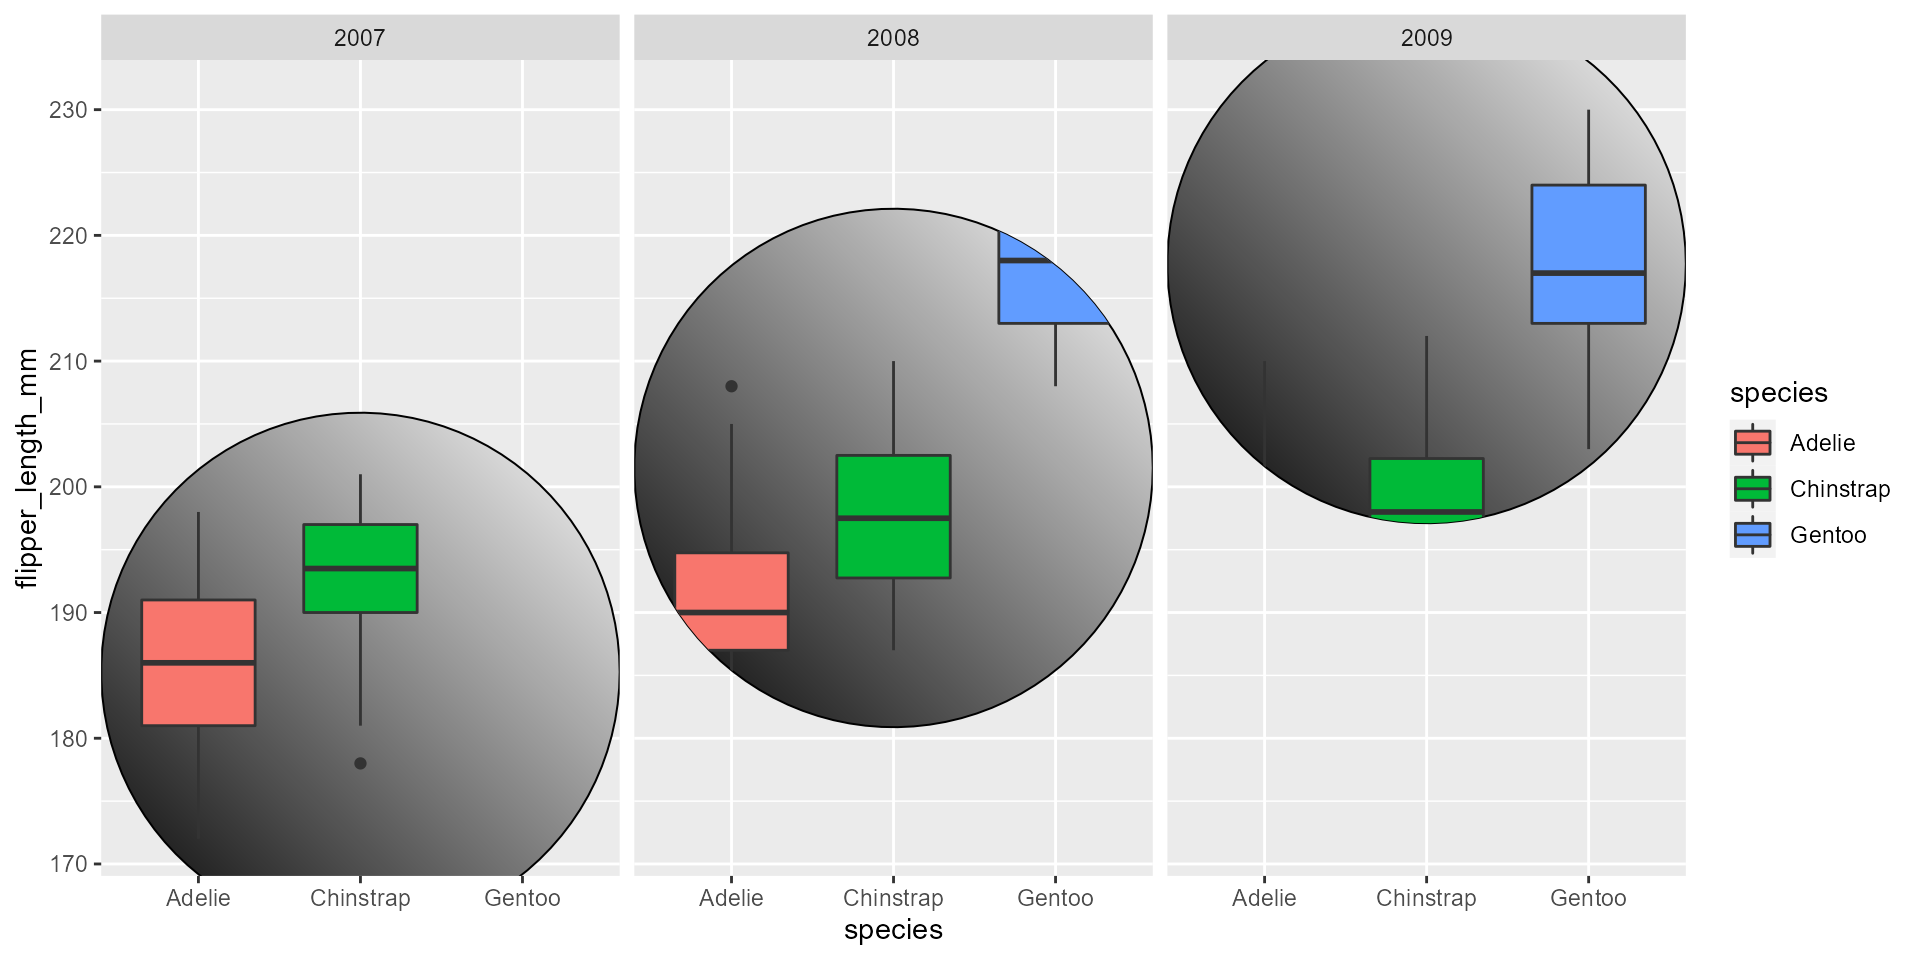 2007 2008 2009
230
220
210
200
190
180
170
flipper_length_mm
Adelie Chinstrap Gentoo Adelie Chinstrap Gentoo Adelie Chinstrap Gentoo
species
species
Adelie
Chinstrap
Gentoo